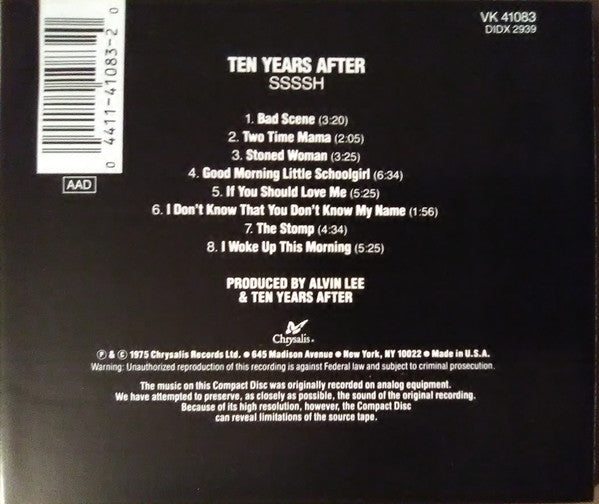 VK 41083
DIDX 2939
0 4411-41083-2 0
AAD
TEN YEARS AFTER
SSSSH
1. Bad Scene (3:20)
2. Two Time Mama (2:05)
3. Stoned Woman (3:25)
4. Good Morning Little Schoolgirl (6:34)
5. If You Should Love Me (5:25)
6. I Don't Know That You Don't Know My Name (1:56)
7. The Stomp (4:34)
8. I Woke Up This Morning (5:25)
PRODUCED BY ALVIN LEE
& TEN YEARS AFTER
Chrysalis®
℗ & © 1975 Chrysalis Records Ltd. ● 645 Madison Avenue ● New York, NY 10022 ● Made in U.S.A.
Warning: Unauthorized reproduction of this recording is against Federal law and subject to criminal prosecution.
The music on this Compact Disc was originally recorded on analog equipment.
We have attempted to preserve, as closely as possible, the sound of the original recording.
Because of its high resolution, however, the Compact Disc
can reveal limitations of the source tape.